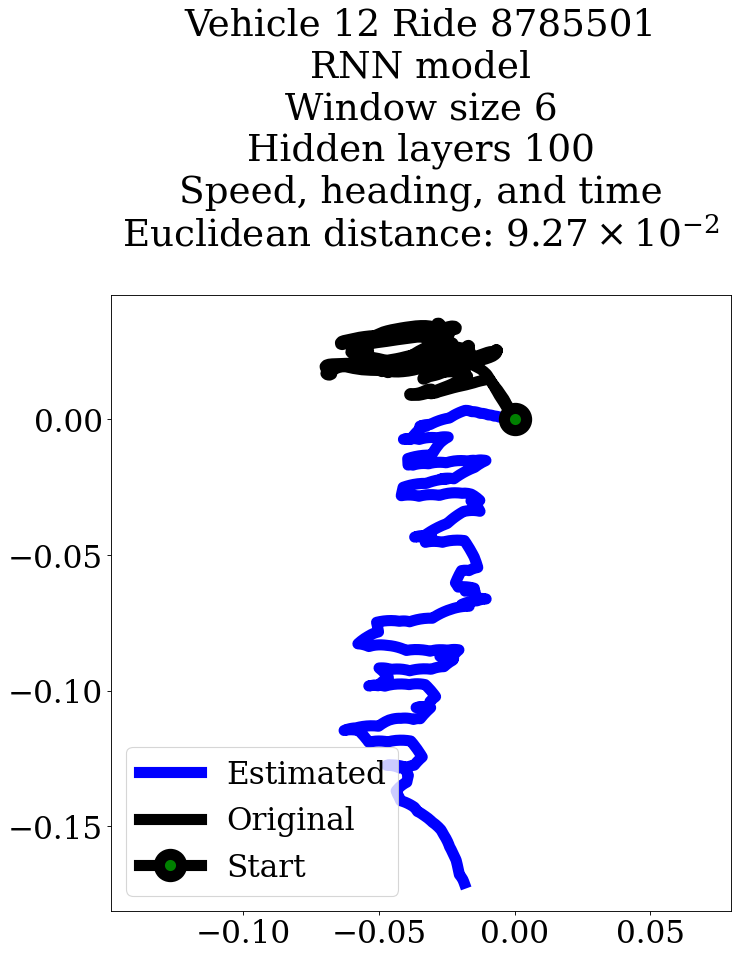 Vehicle 12 Ride 8785501
RNN model
Window size 6
Hidden layers 100
Speed, heading, and time
Euclidean distance: 9.27 × 10⁻²
0.00
−0.05
−0.10
−0.15
Estimated
Original
Start
−0.10 −0.05 0.00 0.05